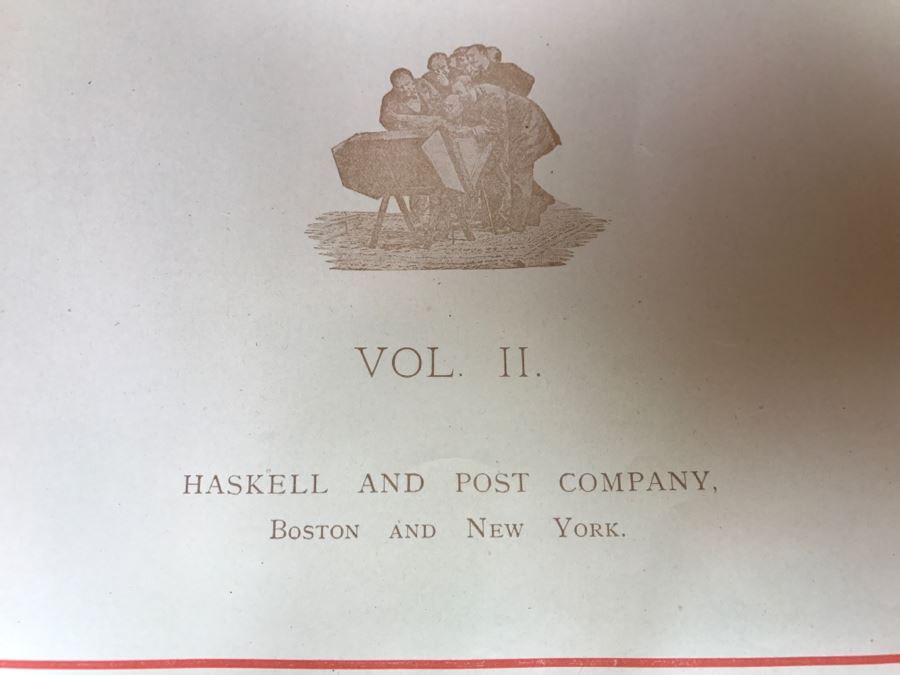 VOL. II.
HASKELL AND POST COMPANY,
BOSTON AND NEW YORK.